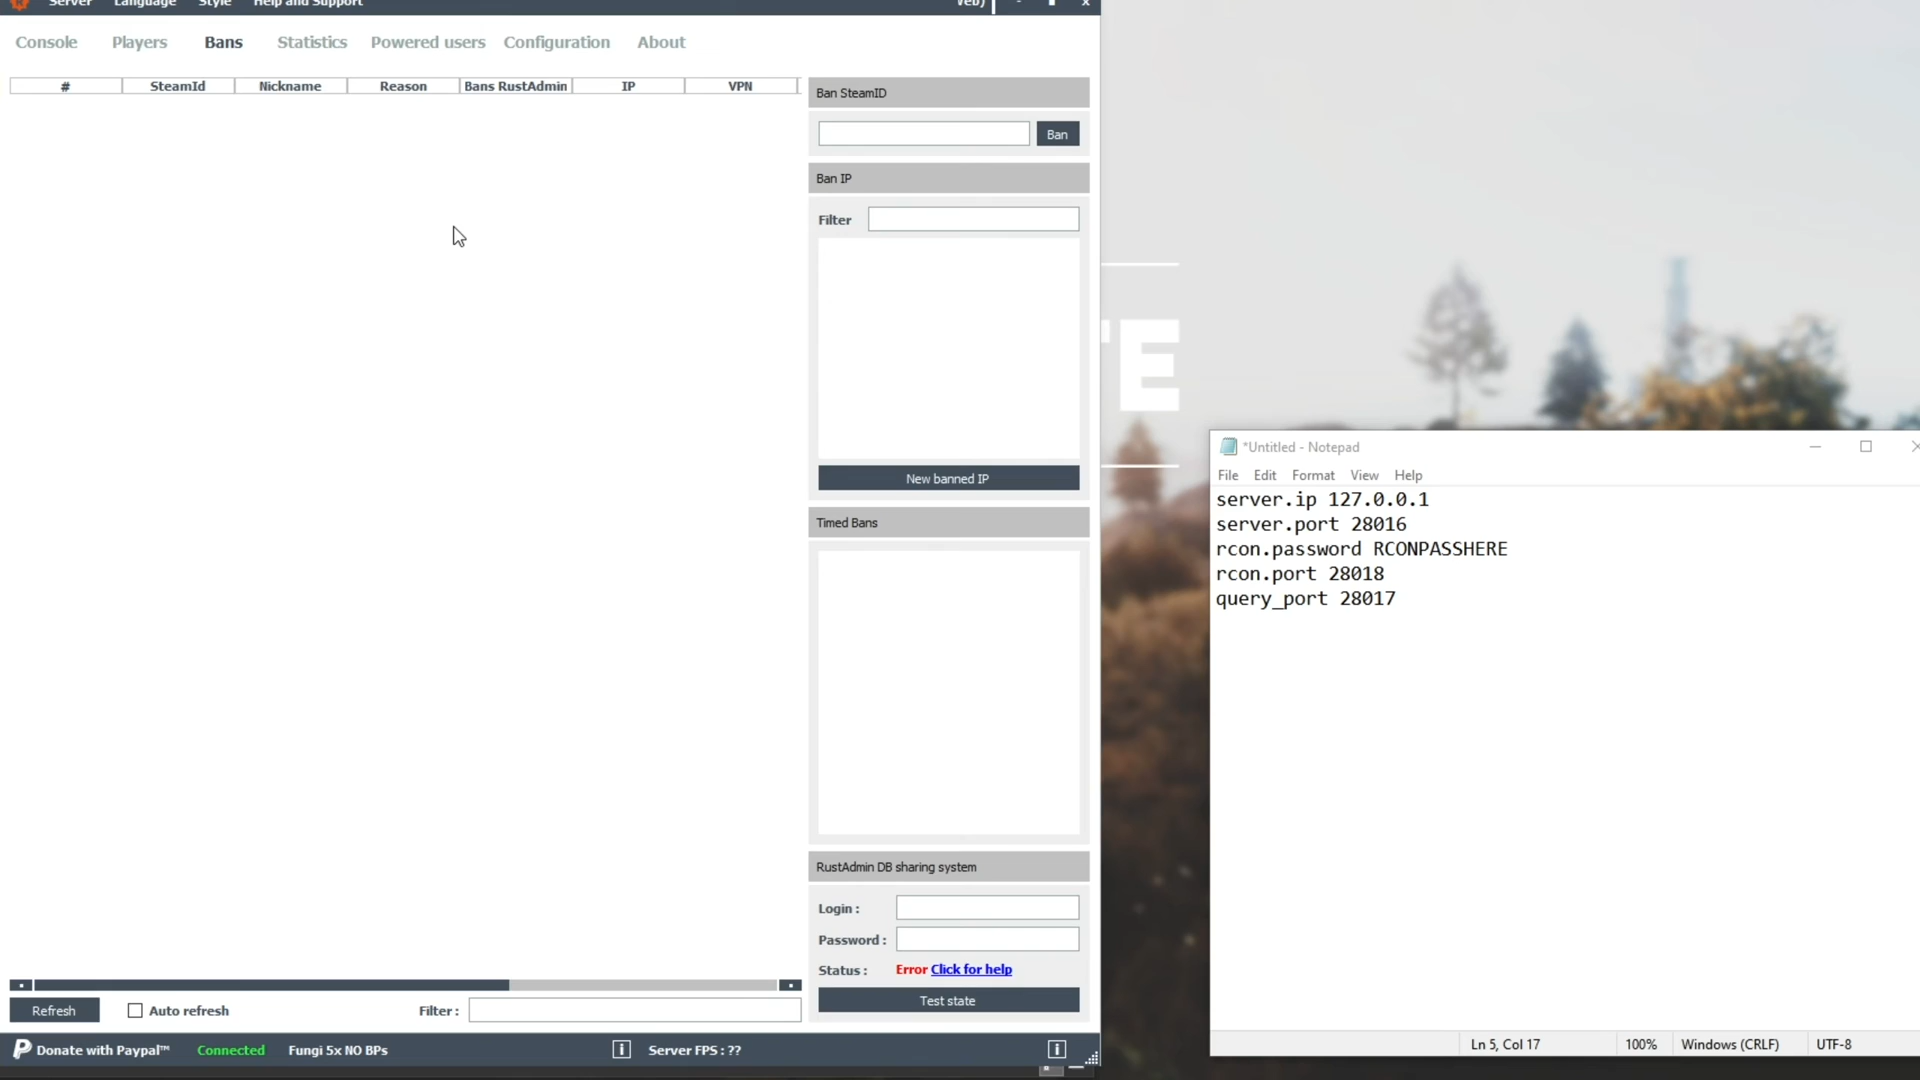 Server Language Style Help and Support
Console Players Bans Statistics Powered users Configuration About
# SteamId Nickname Reason Bans RustAdmin IP VPN
Ban SteamID
Ban
Ban IP
Filter
New banned IP
Timed Bans
RustAdmin DB sharing system
Login :
Password :
Status : Error Click for help
Test state
Refresh Auto refresh Filter :
Donate with Paypal™ Connected Fungi 5x NO BPs Server FPS : ??
TE
*Untitled - Notepad
File Edit Format View Help
server.ip 127.0.0.1
server.port 28016
rcon.password RCONPASSHERE
rcon.port 28018
query_port 28017
Ln 5, Col 17 100% Windows (CRLF) UTF-8